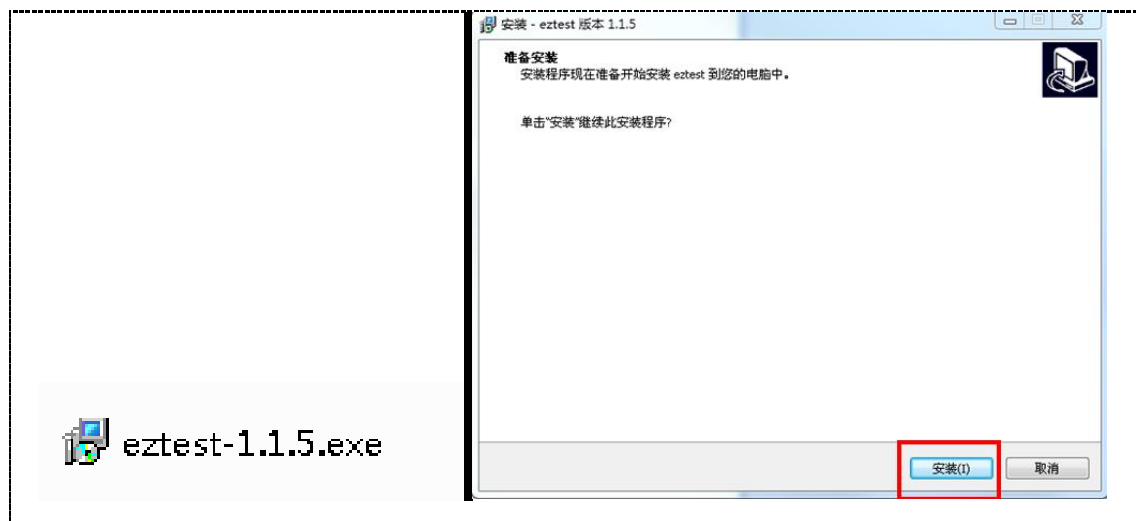 eztest-1.1.5.exe
安装 - eztest 版本 1.1.5
准备安装
安装程序现在准备开始安装 eztest 到您的电脑中。
单击“安装”继续此安装程序?
安装(I)
取消